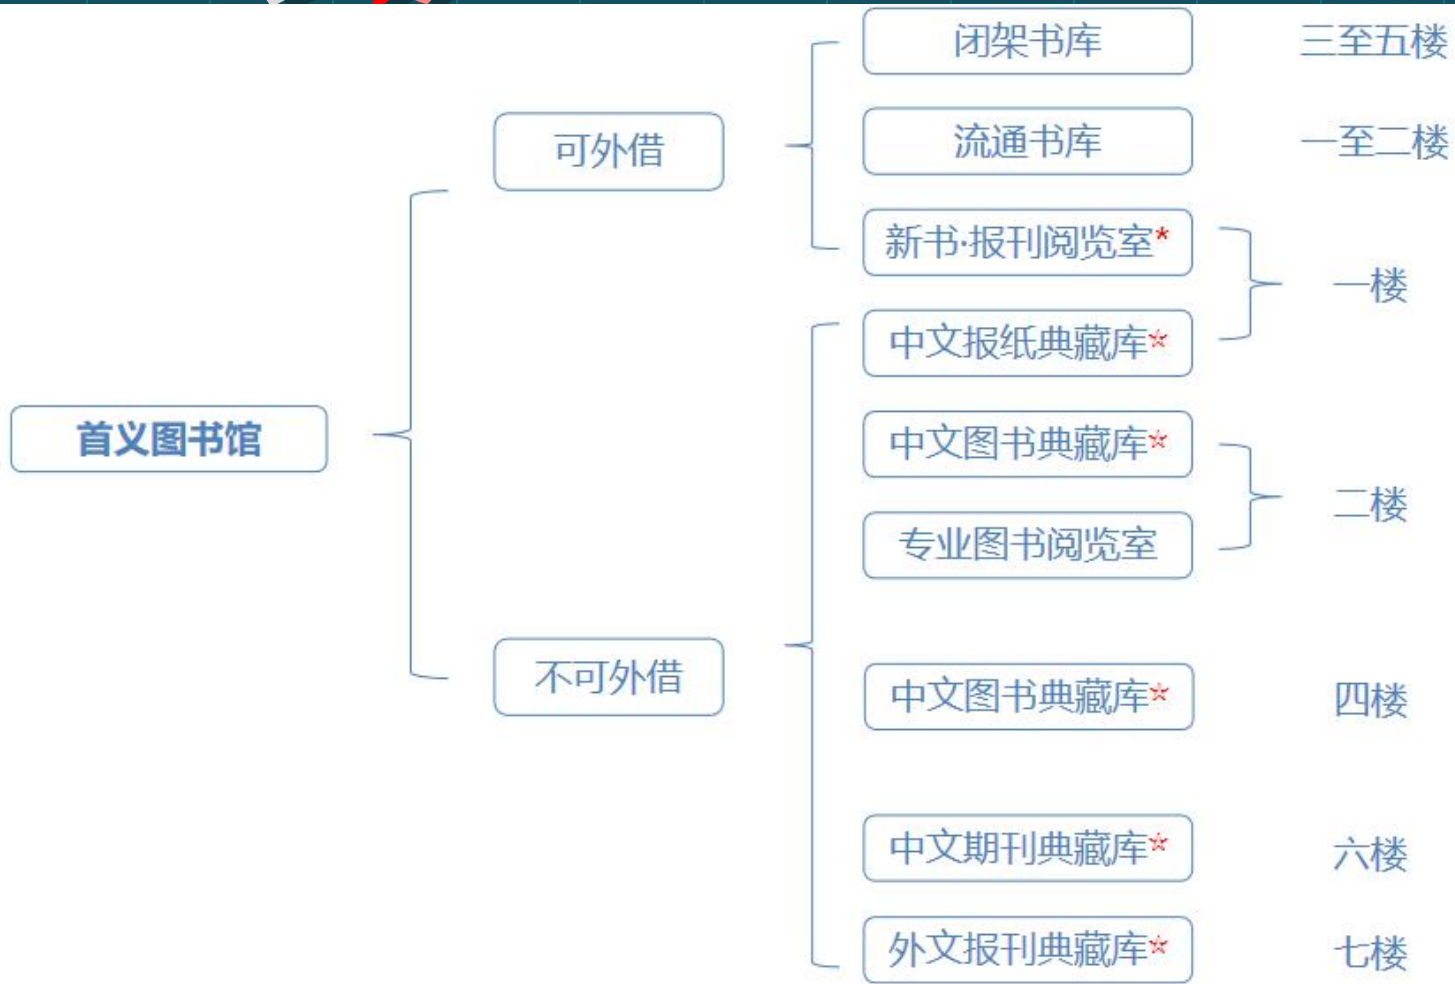 闭架书库 三至五楼
可外借
流通书库 一至二楼
新书·报刊阅览室*
一楼
中文报纸典藏库☆
首义图书馆
中文图书典藏库☆
二楼
专业图书阅览室
不可外借
中文图书典藏库☆ 四楼
中文期刊典藏库☆ 六楼
外文报刊典藏库☆ 七楼